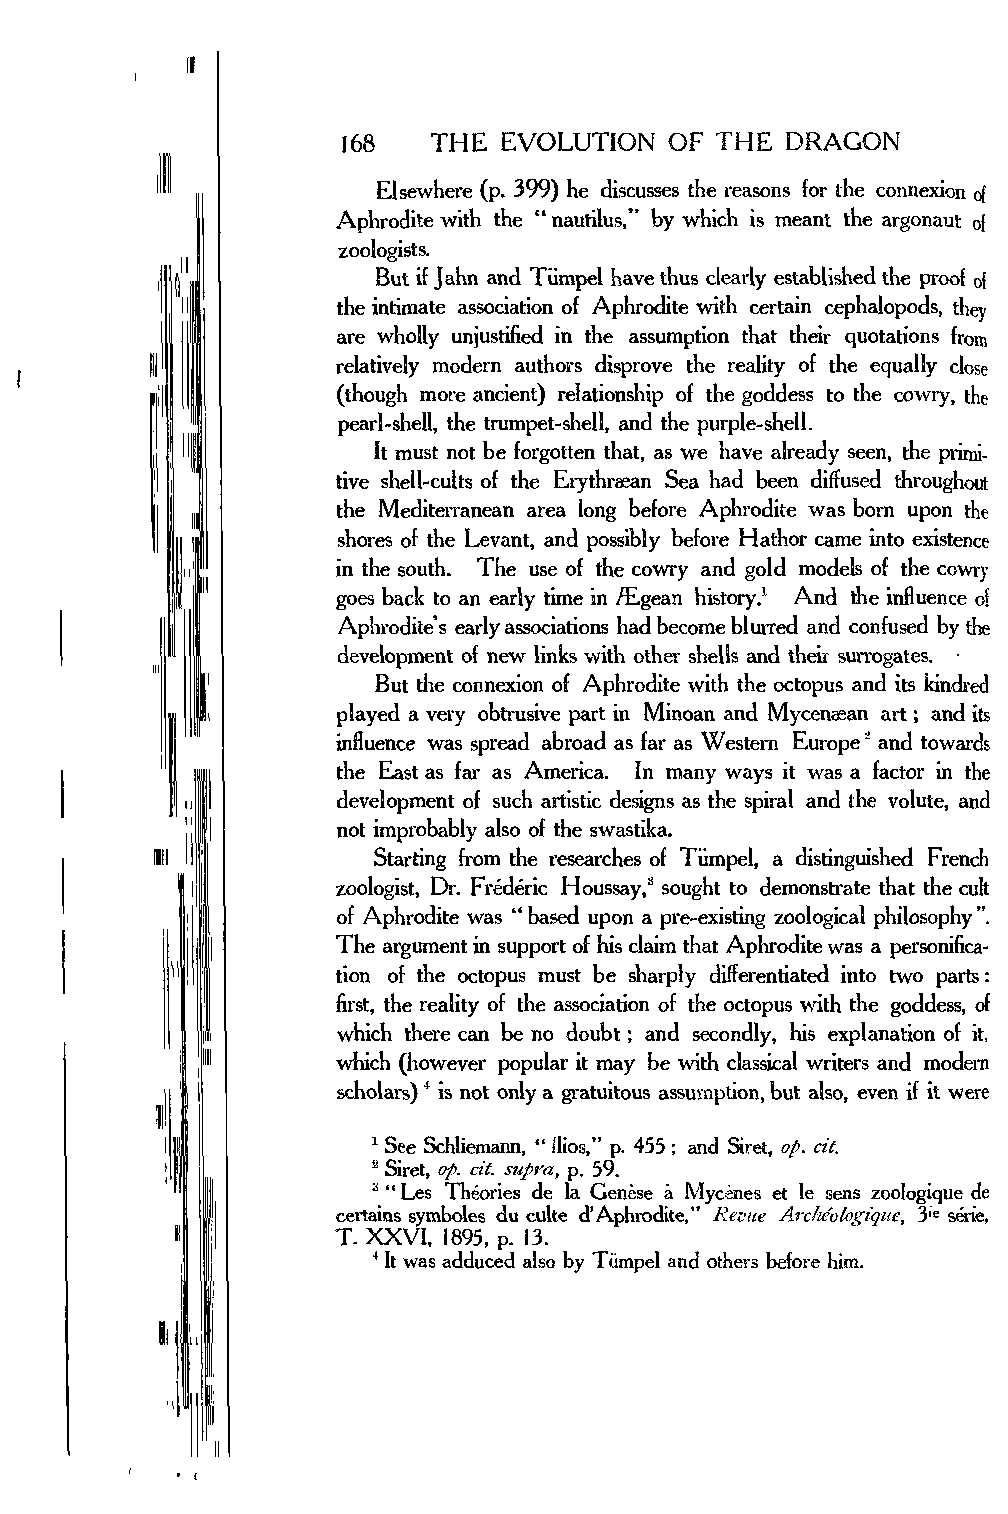 168 THE EVOLUTION OF THE DRAGON
Elsewhere (p. 399) he discusses the reasons for the connexion of
Aphrodite with the “nautilus,” by which is meant the argonaut of
zoologists.
But if Jahn and Tümpel have thus clearly established the proof of
the intimate association of Aphrodite with certain cephalopods, they
are wholly unjustified in the assumption that their quotations from
relatively modern authors disprove the reality of the equally close
(though more ancient) relationship of the goddess to the cowry, the
pearl-shell, the trumpet-shell, and the purple-shell.
It must not be forgotten that, as we have already seen, the primi-
tive shell-cults of the Erythræan Sea had been diffused throughout
the Mediterranean area long before Aphrodite was born upon the
shores of the Levant, and possibly before Hathor came into existence
in the south. The use of the cowry and gold models of the cowry
goes back to an early time in Ægean history.¹ And the influence of
Aphrodite's early associations had become blurred and confused by the
development of new links with other shells and their surrogates.
But the connexion of Aphrodite with the octopus and its kindred
played a very obtrusive part in Minoan and Mycenæan art; and its
influence was spread abroad as far as Western Europe² and towards
the East as far as America. In many ways it was a factor in the
development of such artistic designs as the spiral and the volute, and
not improbably also of the swastika.
Starting from the researches of Tümpel, a distinguished French
zoologist, Dr. Frédéric Houssay,³ sought to demonstrate that the cult
of Aphrodite was “based upon a pre-existing zoological philosophy”.
The argument in support of his claim that Aphrodite was a personifica-
tion of the octopus must be sharply differentiated into two parts:
first, the reality of the association of the octopus with the goddess, of
which there can be no doubt; and secondly, his explanation of it,
which (however popular it may be with classical writers and modern
scholars)⁴ is not only a gratuitous assumption, but also, even if it were
¹ See Schliemann, “Ilios,” p. 455; and Siret, op. cit.
² Siret, op. cit. supra, p. 59.
³ “Les Théories de la Genèse à Mycènes et le sens zoologique de
certains symboles du culte d'Aphrodite,” Revue Archéologique, 3ie série,
T. XXVI, 1895, p. 13.
⁴ It was adduced also by Tümpel and others before him.